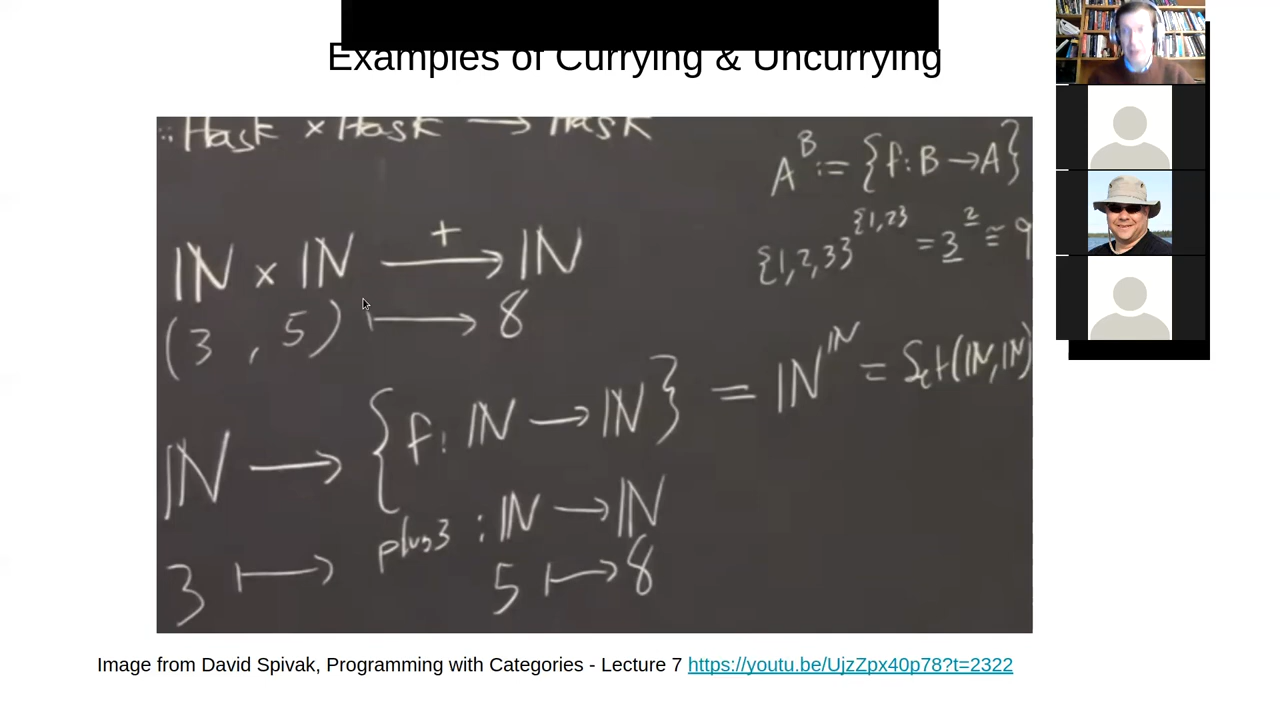 Examples of Currying & Uncurrying
:: Hask × Hask → Hask
A^B := {f: B → A}
{1,2,3}^{1,2} = 3^2 ≅ 9
ℕ × ℕ +→ ℕ
(3 , 5) ↦ 8
ℕ → {f: ℕ → ℕ} = ℕ^ℕ = Set(ℕ,ℕ)
3 ↦ plus3 : ℕ → ℕ
5 ↦ 8
Image from David Spivak, Programming with Categories - Lecture 7 https://youtu.be/UjzZpx40p78?t=2322